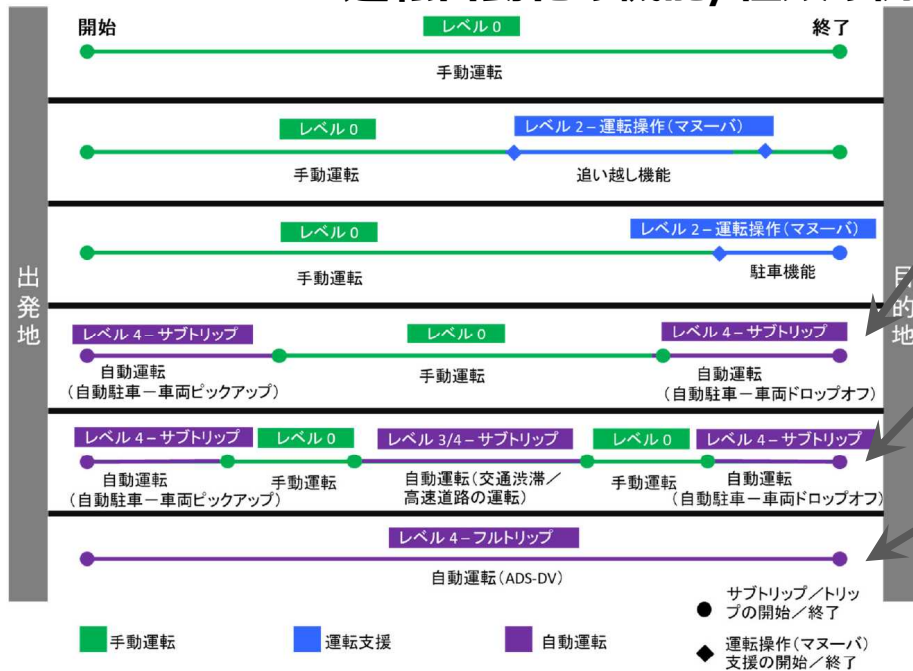 開始
レベル 0
終了
手動運転
レベル 0
レベル 2 – 運転操作(マヌーバ)
手動運転
追い越し機能
レベル 0
レベル 2 – 運転操作(マヌーバ)
手動運転
駐車機能
出発地
目的地
レベル 4 – サブトリップ
レベル 0
レベル 4 – サブトリップ
自動運転
(自動駐車－車両ピックアップ)
手動運転
自動運転
(自動駐車－車両ドロップオフ)
レベル 4 – サブトリップ
レベル 0
レベル 3/4 – サブトリップ
レベル 0
レベル 4 – サブトリップ
自動運転
(自動駐車－車両ピックアップ)
手動運転
自動運転(交通渋滞／
高速道路の運転)
手動運転
自動運転
(自動駐車－車両ドロップオフ)
レベル 4 – フルトリップ
自動運転(ADS-DV)
手動運転
運転支援
自動運転
サブトリップ／トリッ
プの開始／終了
運転操作(マヌーバ)
支援の開始／終了